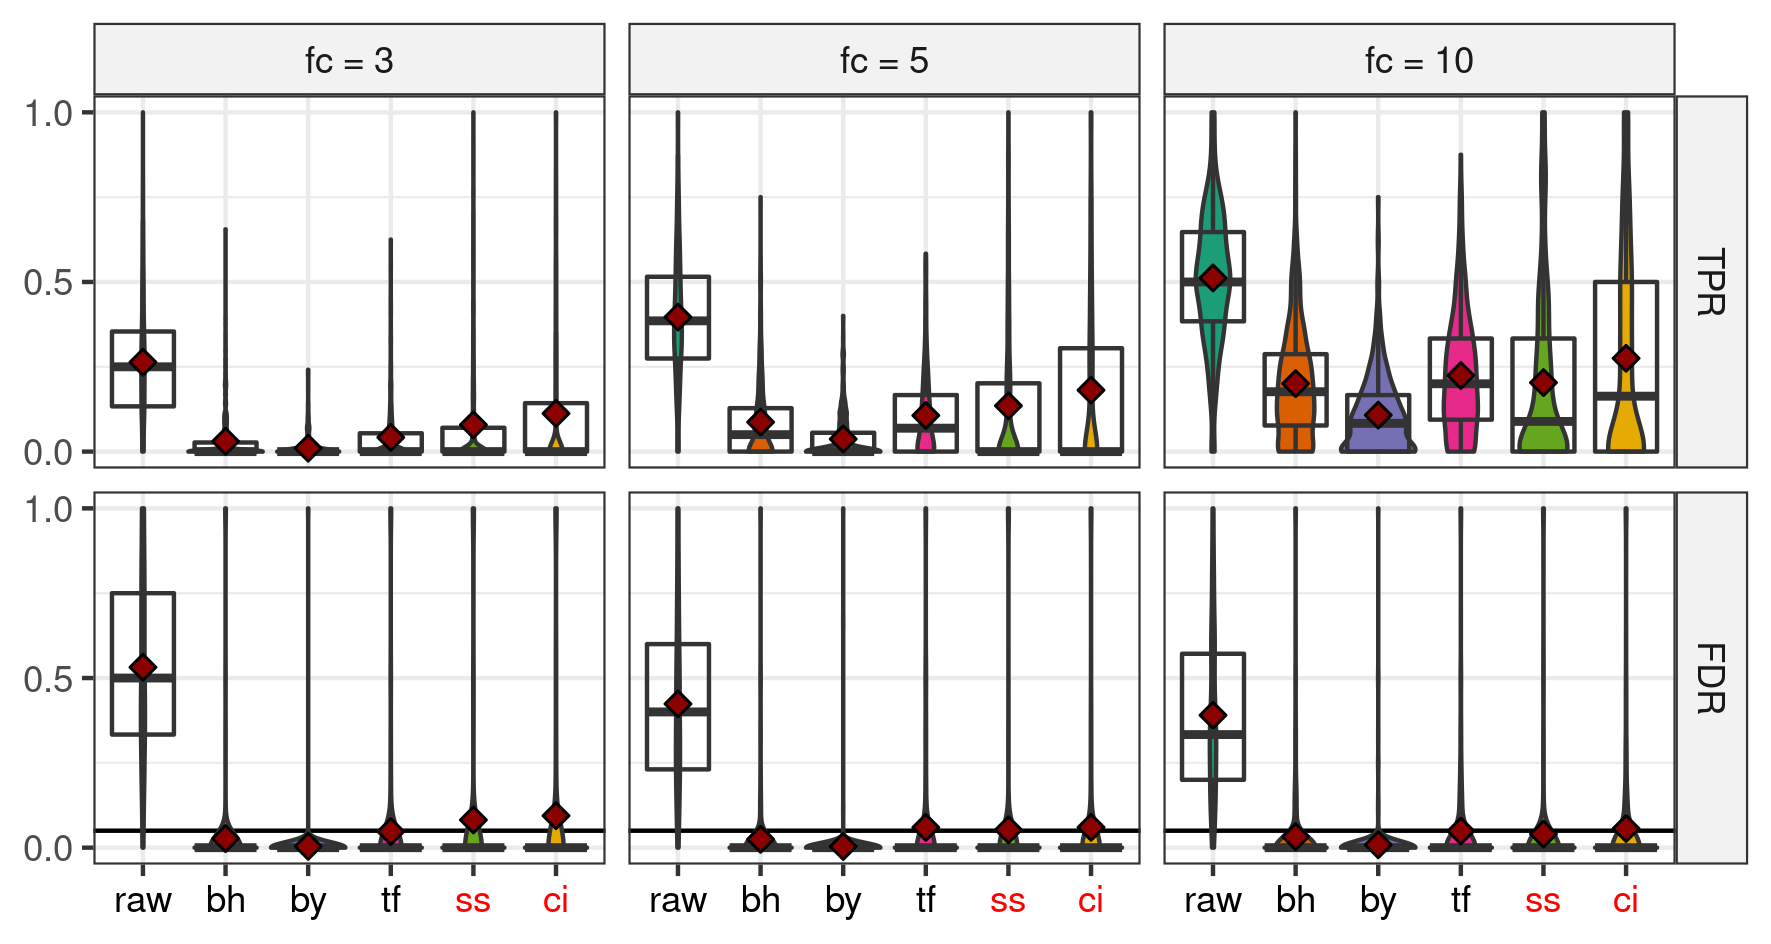 fc = 3
fc = 5
fc = 10
1.0
0.5
0.0
TPR
1.0
0.5
0.0
FDR
raw bh by tf ss ci
raw bh by tf ss ci
raw bh by tf ss ci